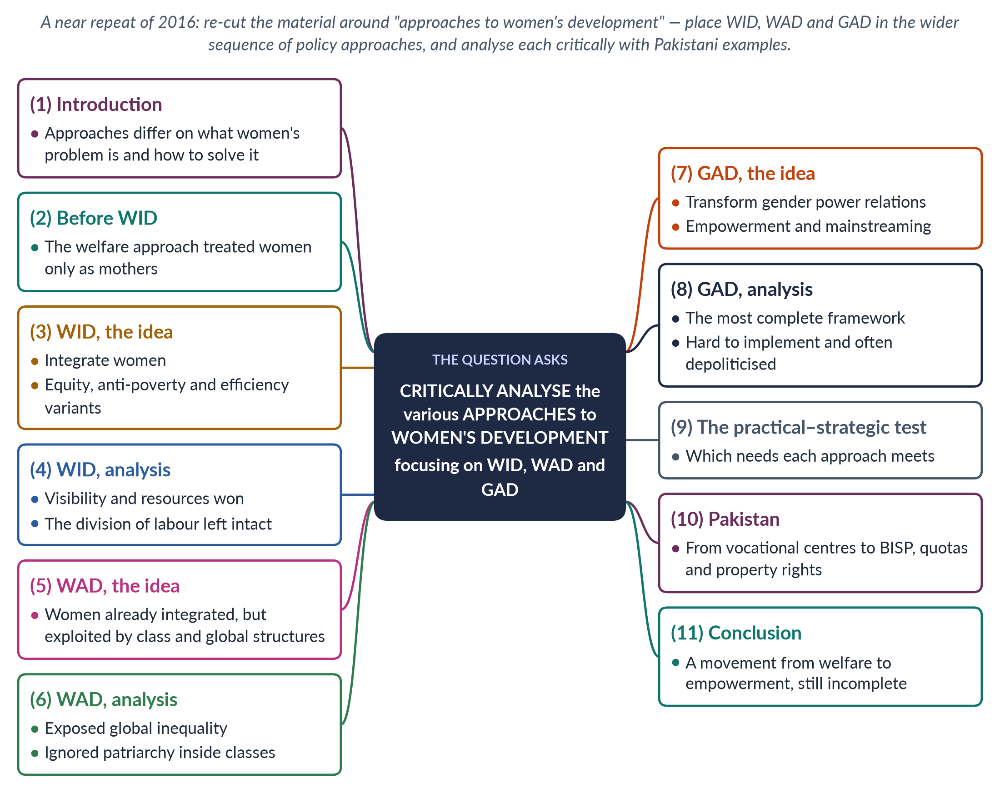 A near repeat of 2016: re-cut the material around "approaches to women's development" — place WID, WAD and GAD in the wider
sequence of policy approaches, and analyse each critically with Pakistani examples.
(1) Introduction
• Approaches differ on what women's
problem is and how to solve it
(2) Before WID
• The welfare approach treated women
only as mothers
(3) WID, the idea
• Integrate women
• Equity, anti-poverty and efficiency
variants
(4) WID, analysis
• Visibility and resources won
• The division of labour left intact
(5) WAD, the idea
• Women already integrated, but
exploited by class and global structures
(6) WAD, analysis
• Exposed global inequality
• Ignored patriarchy inside classes
THE QUESTION ASKS
CRITICALLY ANALYSE the
various APPROACHES to
WOMEN'S DEVELOPMENT
focusing on WID, WAD and
GAD
(7) GAD, the idea
• Transform gender power relations
• Empowerment and mainstreaming
(8) GAD, analysis
• The most complete framework
• Hard to implement and often
depoliticised
(9) The practical–strategic test
• Which needs each approach meets
(10) Pakistan
• From vocational centres to BISP, quotas
and property rights
(11) Conclusion
• A movement from welfare to
empowerment, still incomplete